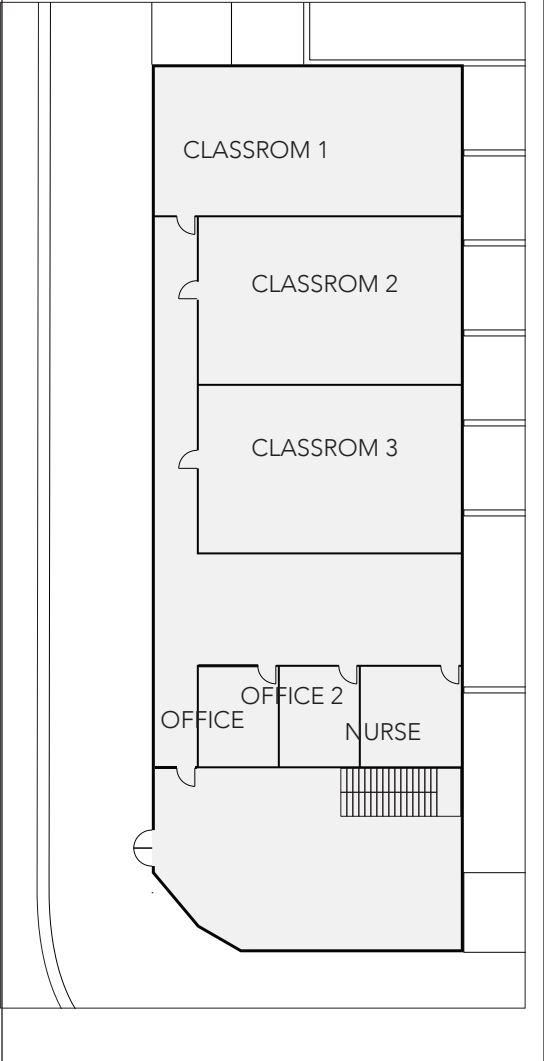 CLASSROM 1
CLASSROM 2
CLASSROM 3
OFFICE 2
OFFICE
NURSE